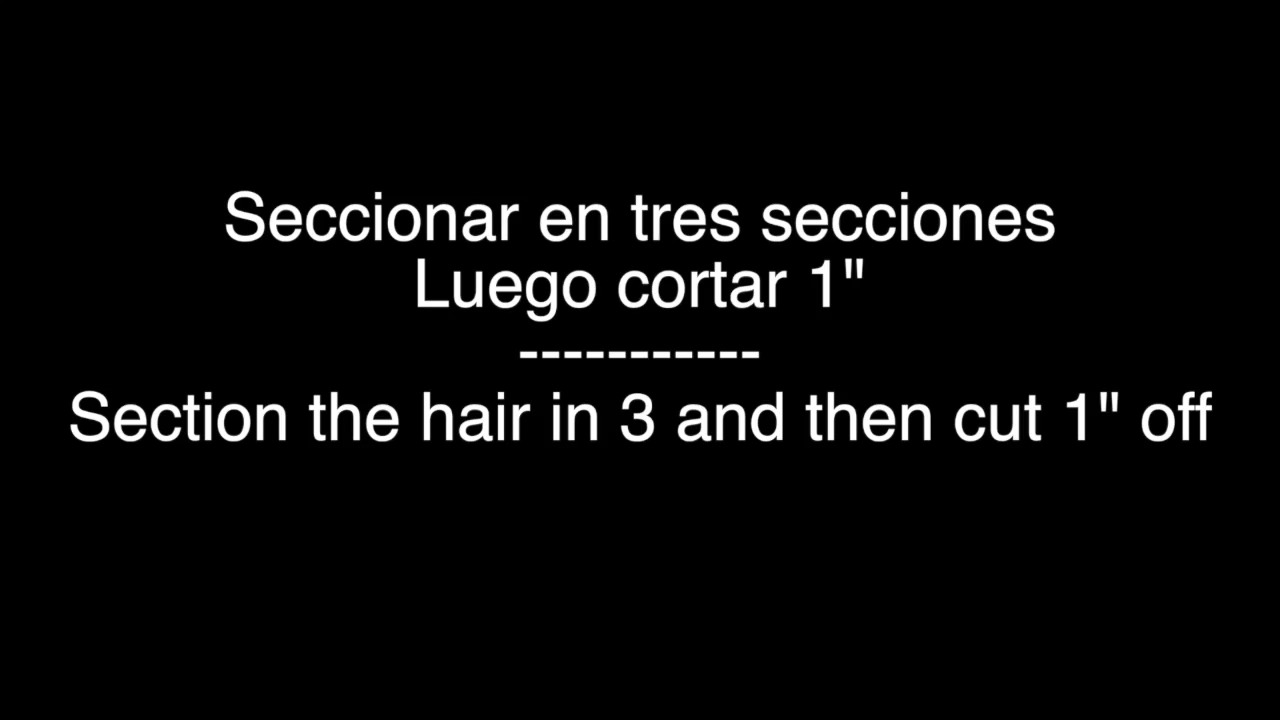 Seccionar en tres secciones
Luego cortar 1"
-----------
Section the hair in 3 and then cut 1" off